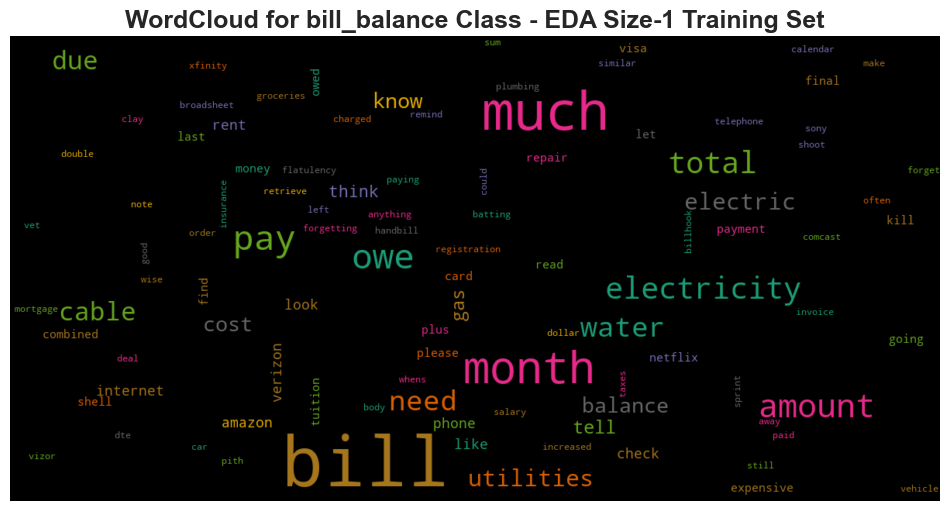 WordCloud for bill_balance Class - EDA Size-1 Training Set
sum
due
visa
similar
calendar
make
xfinity
owed
final
groceries
know
plumbing
broadsheet
much
clay
rent
charged
remind
let
telephone
sony
last
shoot
double
money
flatulency
repair
total
forget
insurance
retrieve
think
paying
could
electric
often
note
left
anything
batting
billhook
kill
vet
order
forgetting
handbill
payment
comcast
good
pay
owe
registration
wise
find
card
read
electricity
mortgage
cable
look
gas
invoice
combined
cost
plus
dollar
water
going
deal
verizon
please
month
netflix
internet
whens
taxes
sprint
shell
tuition
body
need
salary
balance
amount
amazon
phone
tell
away
dte
car
like
increased
paid
vizor
pith
bill
check
still
utilities
expensive
vehicle